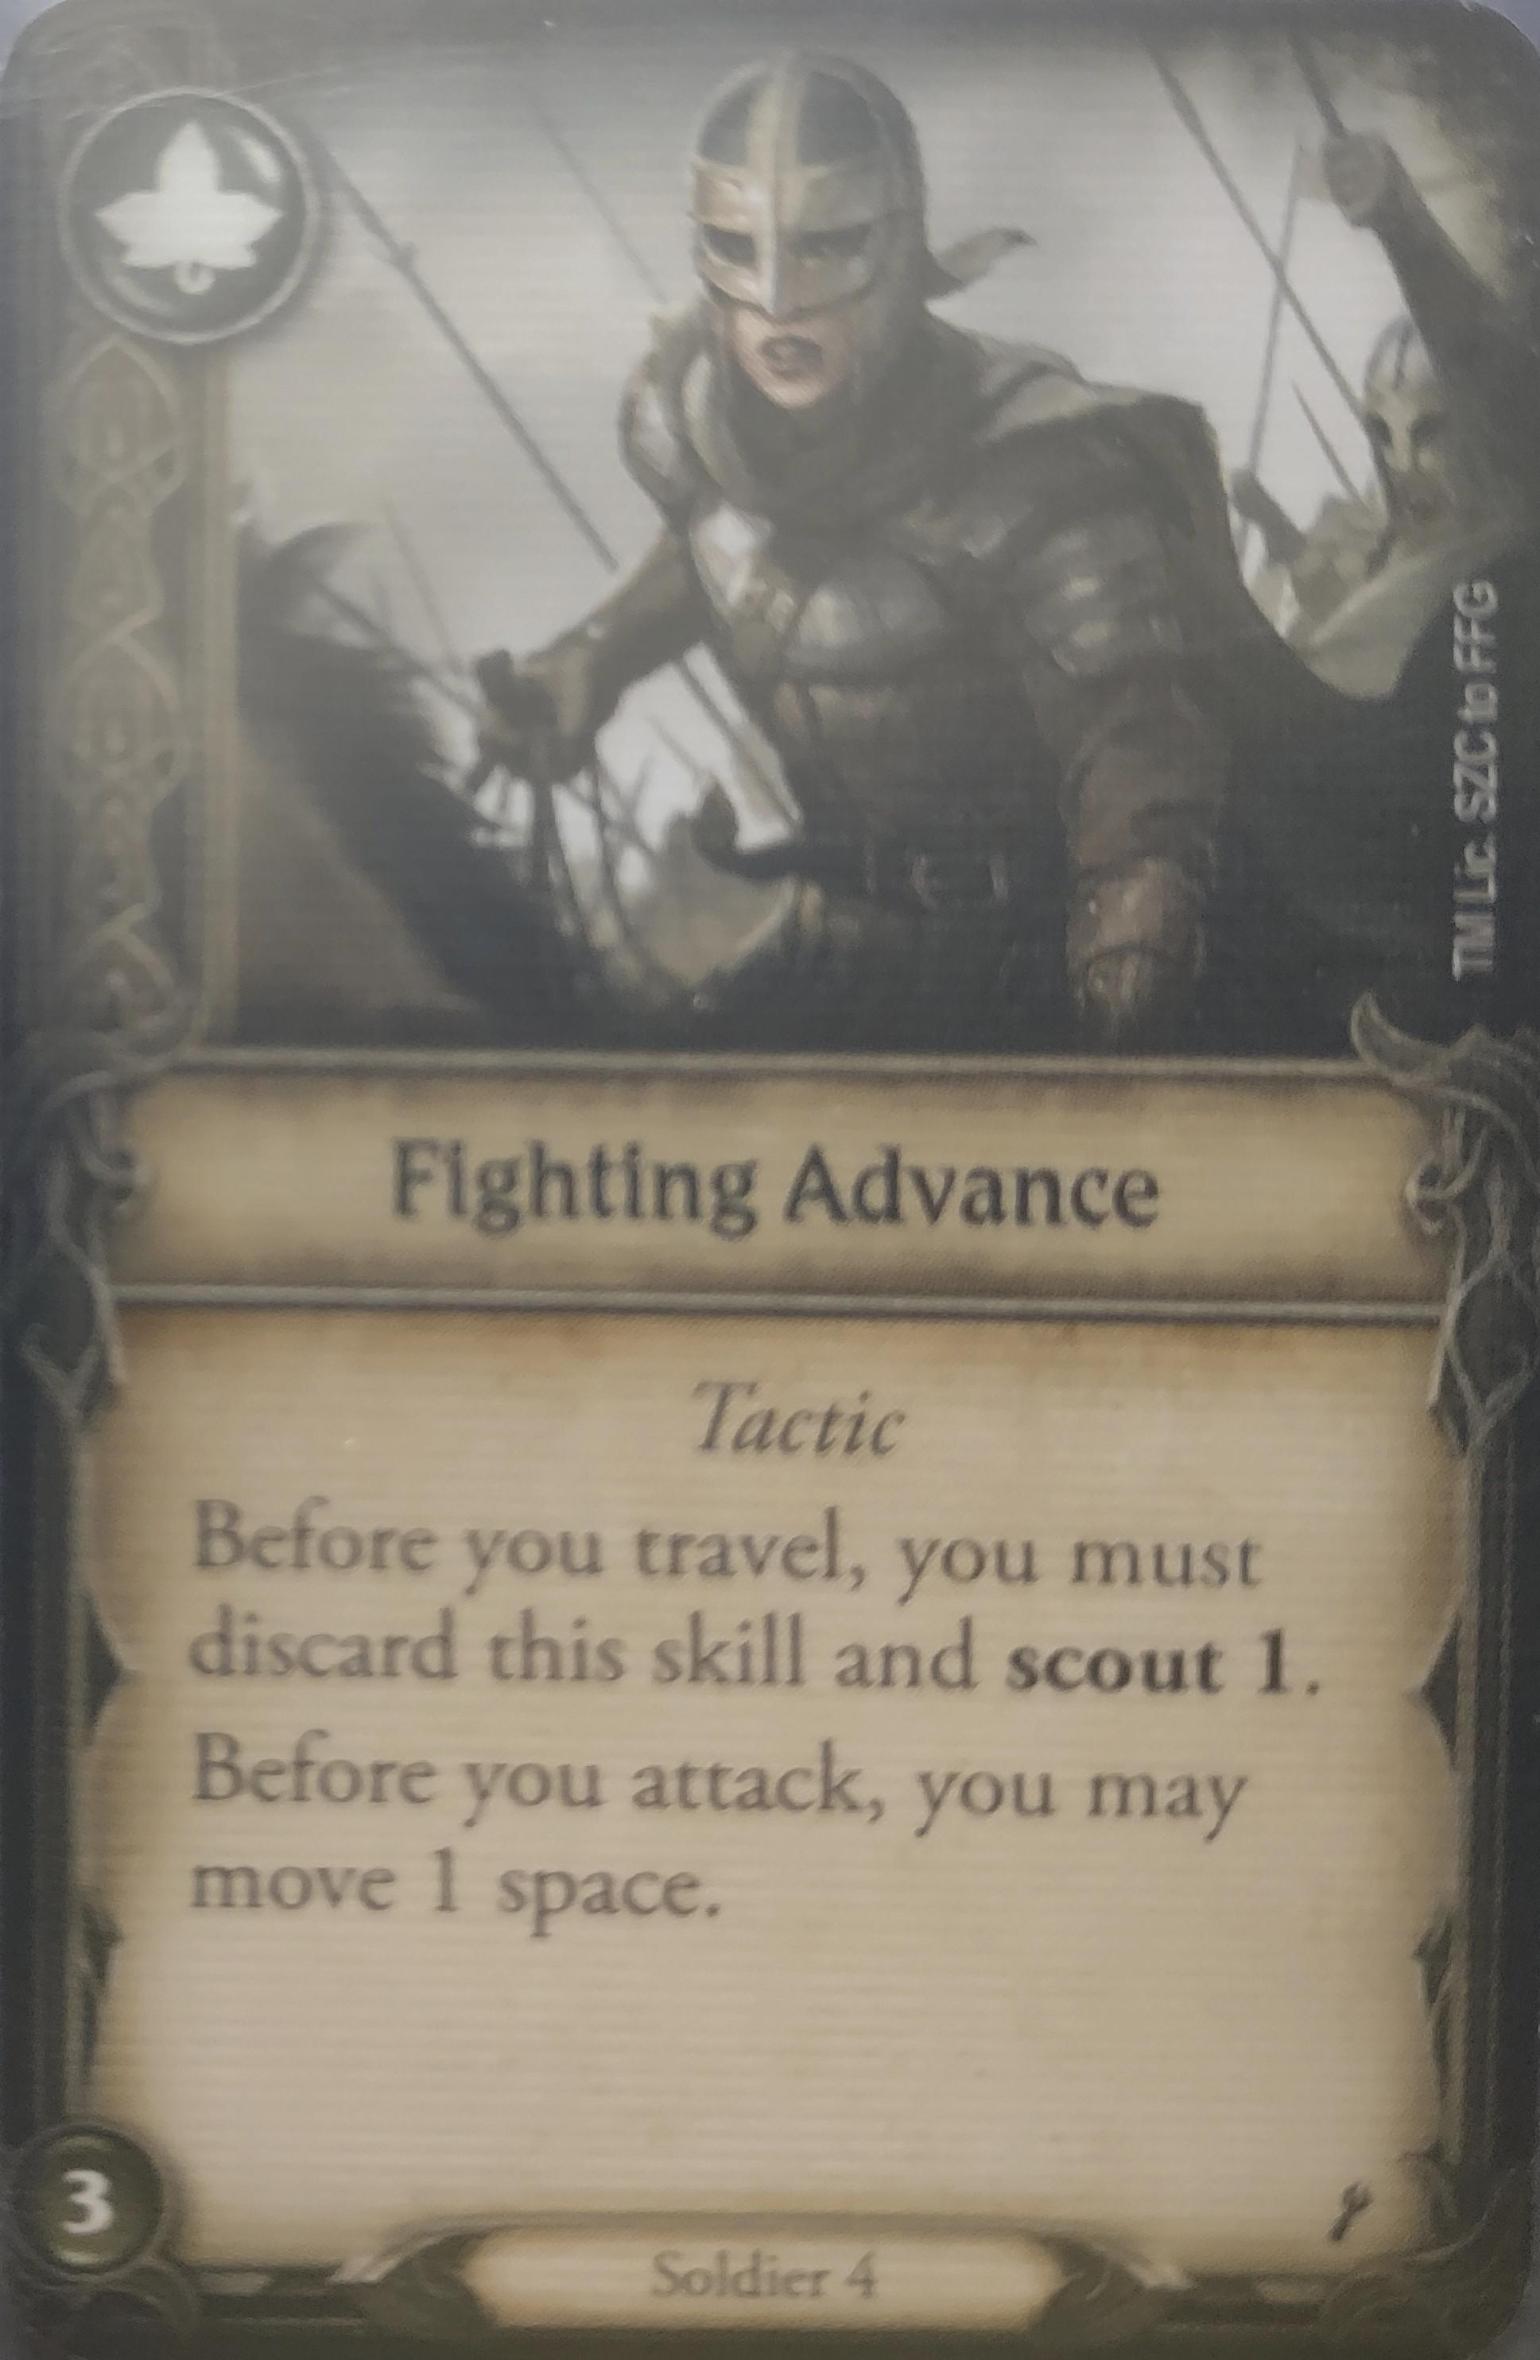 TM Lic. SZC to FFG
Fighting Advance
Tactic
Before you travel, you must
discard this skill and scout 1.
Before you attack, you may
move 1 space.
3
Soldier 4